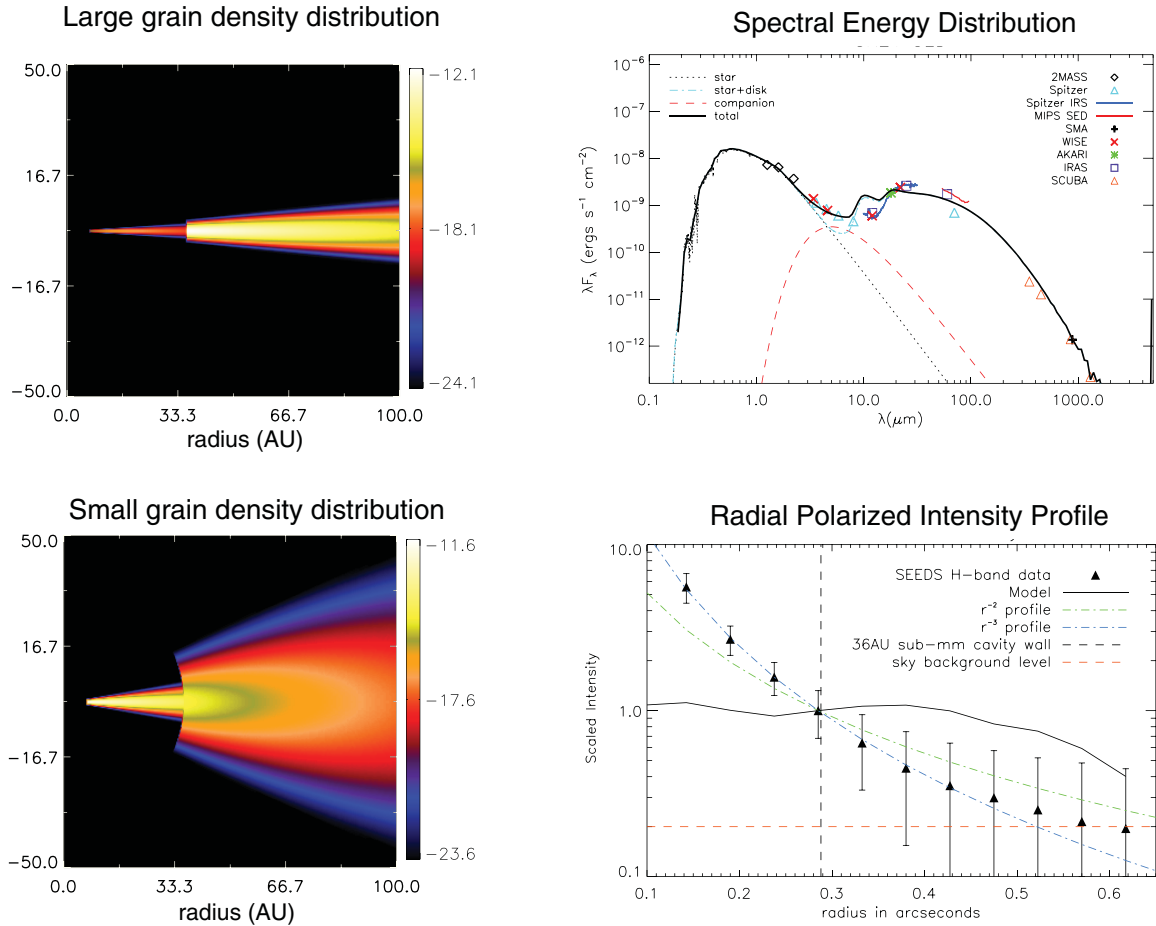 Large grain density distribution
50.0
16.7
-16.7
-50.0
0.0
33.3
66.7
100.0
radius (AU)
-12.1
-18.1
-24.1
Spectral Energy Distribution
10^-6
10^-7
10^-8
10^-9
10^-10
10^-11
10^-12
λF_λ (ergs s^-1 cm^-2)
star
star+disk
companion
total
2MASS
Spitzer
Spitzer IRS
MIPS SED
SMA
WISE
AKARI
IRAS
SCUBA
0.1
1.0
10.0
100.0
1000.0
λ(μm)
Small grain density distribution
50.0
16.7
-16.7
-50.0
0.0
33.3
66.7
100.0
radius (AU)
-11.6
-17.6
-23.6
Radial Polarized Intensity Profile
10.0
1.0
0.1
Scaled Intensity
SEEDS H-band data
Model
r^-2 profile
r^-3 profile
36AU sub-mm cavity wall
sky background level
0.1
0.2
0.3
0.4
0.5
0.6
radius in arcseconds